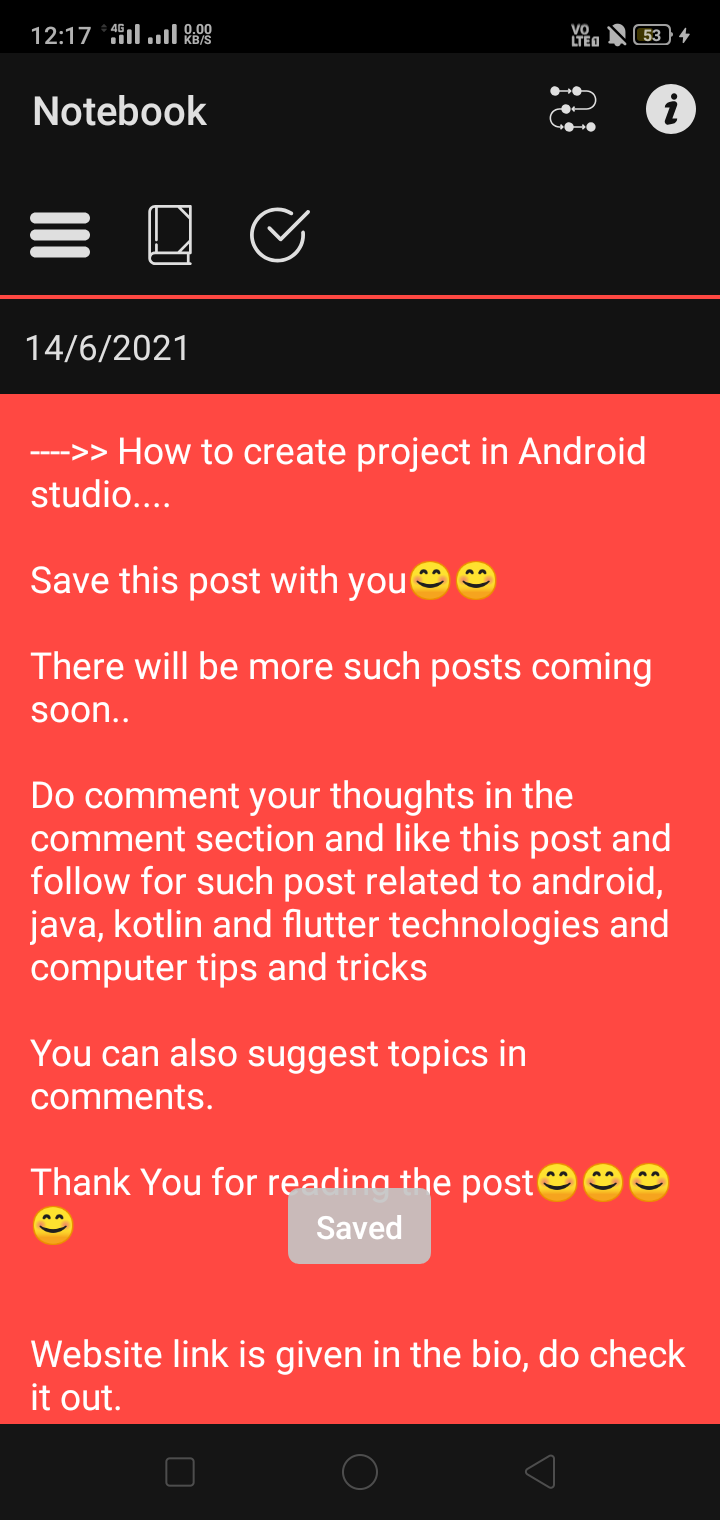 12:17 4G 0.00 KB/S VO LTE 1 53
Notebook
14/6/2021
---->> How to create project in Android
studio....
Save this post with you😊😊
There will be more such posts coming
soon..
Do comment your thoughts in the
comment section and like this post and
follow for such post related to android,
java, kotlin and flutter technologies and
computer tips and tricks
You can also suggest topics in
comments.
Thank You for reading the post😊😊😊
😊
Saved
Website link is given in the bio, do check
it out.